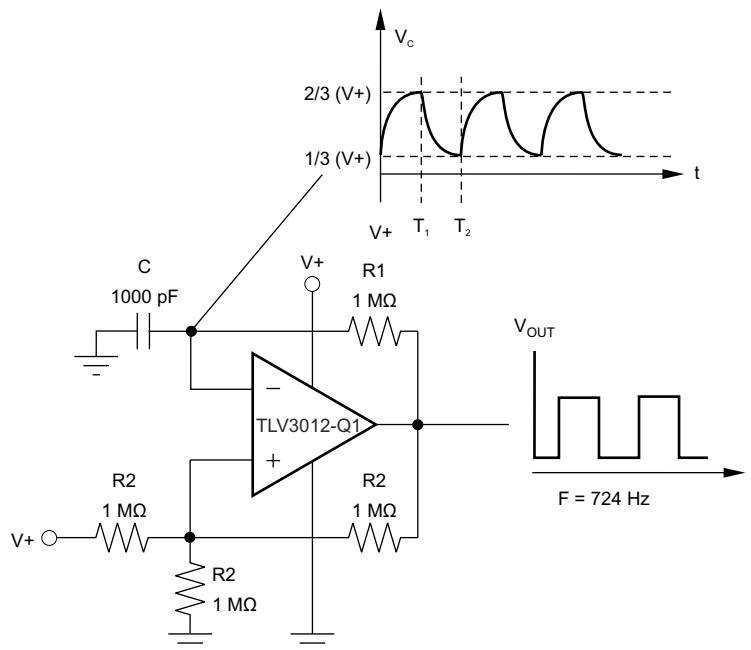 V_C
2/3 (V+)
1/3 (V+)
t
V+
T_1
T_2
C
1000 pF
V+
R1
1 MΩ
V_OUT
−
TLV3012-Q1
+
R2
1 MΩ
R2
1 MΩ
F = 724 Hz
V+
R2
1 MΩ